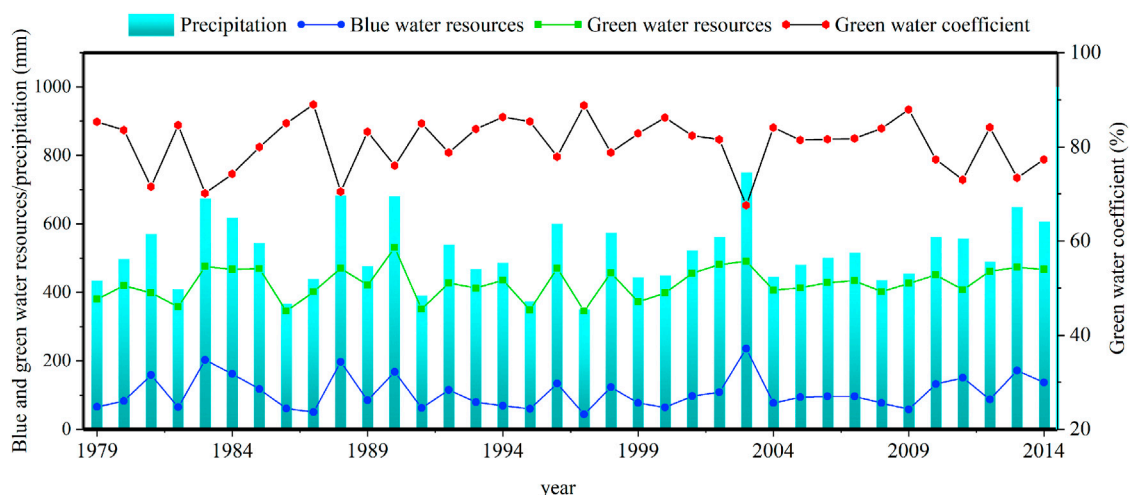 Precipitation Blue water resources Green water resources Green water coefficient
Blue and green water resources/precipitation (mm)
1000
800
600
400
200
0
100
80
60
40
20
Green water coefficient (%)
1979 1984 1989 1994 1999 2004 2009 2014
year